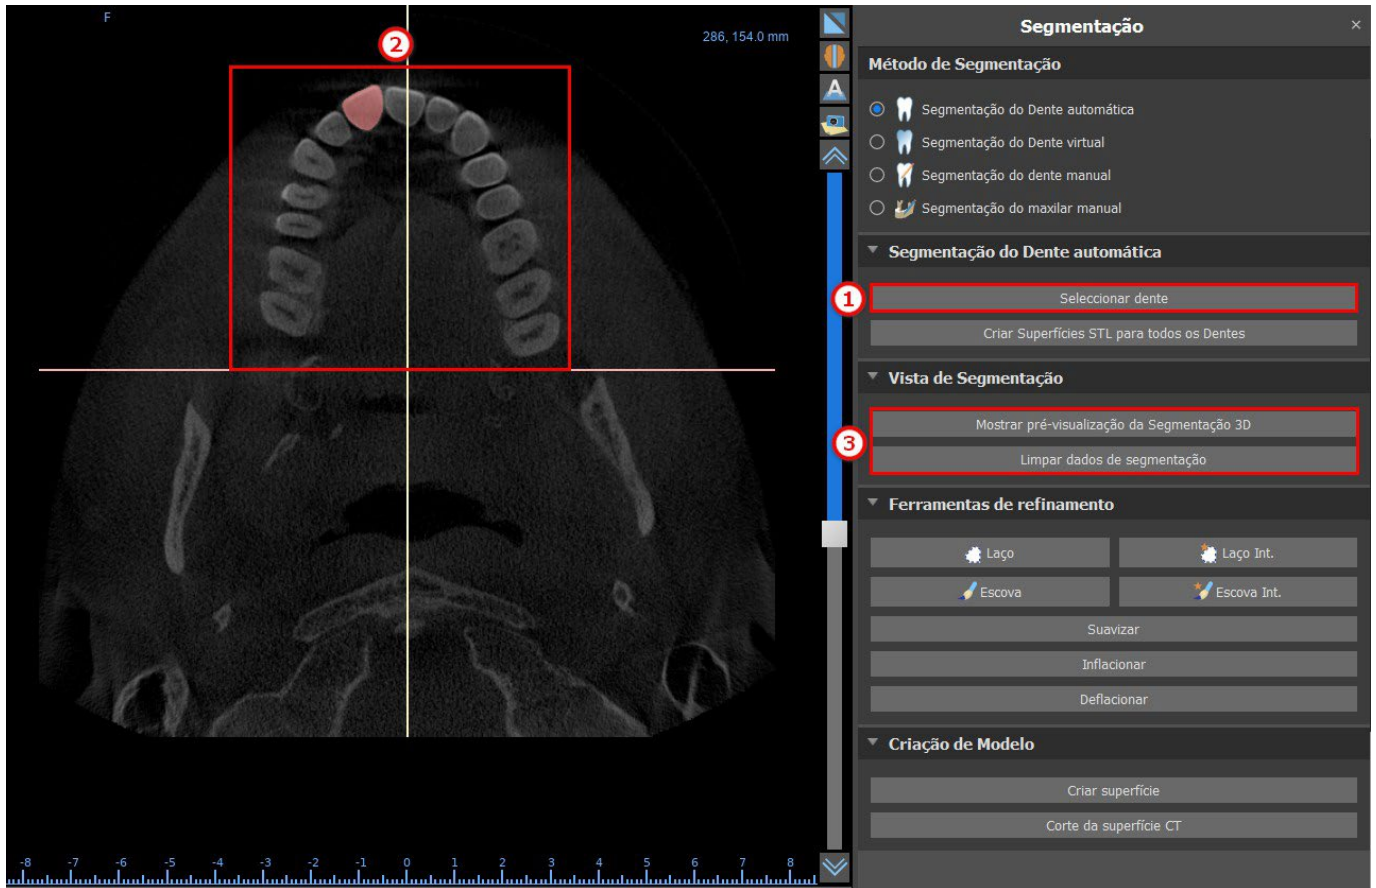 F
286, 154.0 mm
2
-8 -7 -6 -5 -4 -3 -2 -1 0 1 2 3 4 5 6 7 8
Segmentação ×
Método de Segmentação
Segmentação do Dente automática
Segmentação do Dente virtual
Segmentação do dente manual
Segmentação do maxilar manual
Segmentação do Dente automática
1
Seleccionar dente
Criar Superfícies STL para todos os Dentes
Vista de Segmentação
3
Mostrar pré-visualização da Segmentação 3D
Limpar dados de segmentação
Ferramentas de refinamento
Laço Laço Int.
Escova Escova Int.
Suavizar
Inflacionar
Deflacionar
Criação de Modelo
Criar superfície
Corte da superfície CT